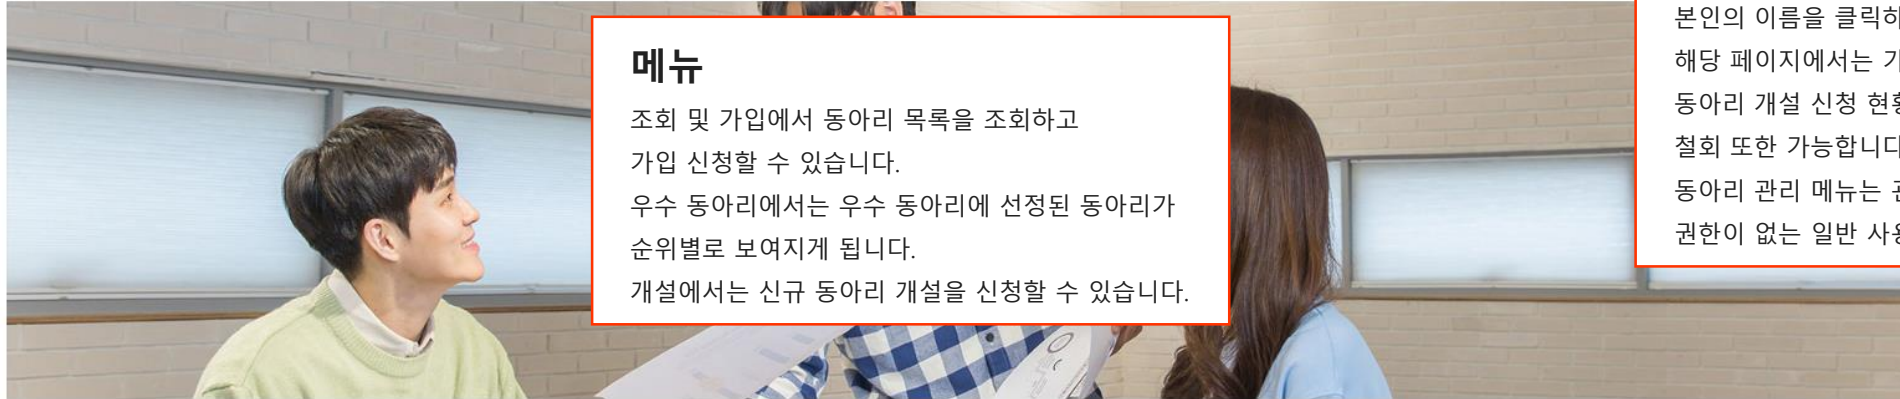 메뉴
조회 및 가입에서 동아리 목록을 조회하고
가입 신청할 수 있습니다.
우수 동아리에서는 우수 동아리에 선정된 동아리가
순위별로 보여지게 됩니다.
개설에서는 신규 동아리 개설을 신청할 수 있습니다.
본인의 이름을
해당 페이지에서는
동아리 개설 신청
철회 또한 가능합니다
동아리 관리 메뉴는
권한이 없는 일반